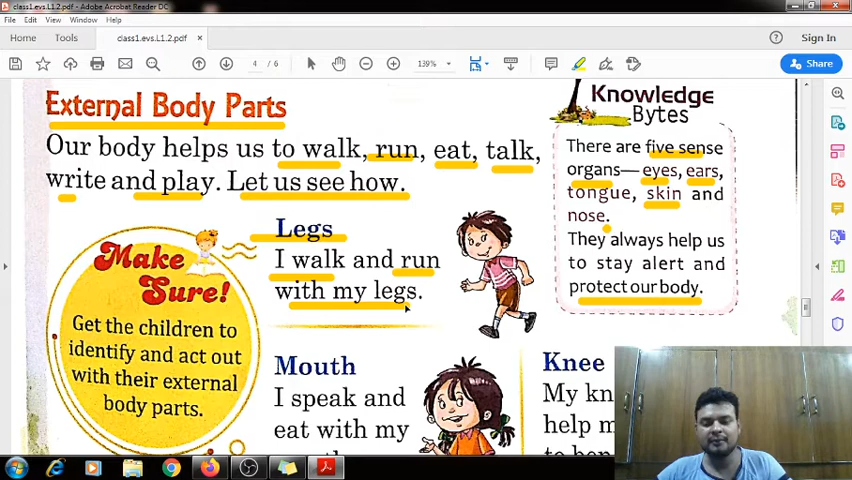 class1.evs.L1.2.pdf - Adobe Acrobat Reader DC
File Edit View Window Help
Home Tools class1.evs.L1.2.pdf × Sign In
4 / 6 139% Share
External Body Parts
Our body helps us to walk, run, eat, talk,
write and play. Let us see how.
Knowledge
Bytes
There are five sense
organs—eyes, ears,
tongue, skin and
nose.
They always help us
to stay alert and
protect our body.
Make
Sure!
Get the children to
identify and act out
with their external
body parts.
Legs
I walk and run
with my legs.
Mouth
I speak and
eat with my
Knee
My kn
help m